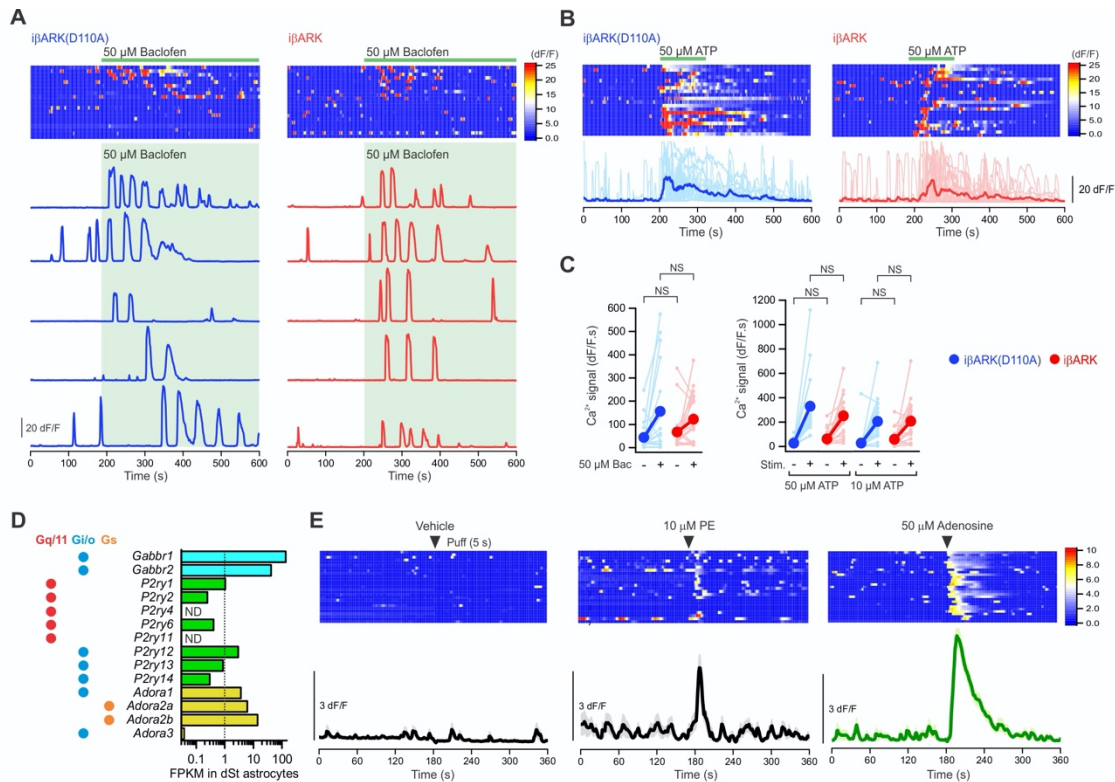 A
iβARK(D110A)
50 µM Baclofen
iβARK
50 µM Baclofen
(dF/F)
25
20
15
10
5.0
0.0
50 µM Baclofen
50 µM Baclofen
20 dF/F
0 100 200 300 400 500 600
Time (s)
0 100 200 300 400 500 600
Time (s)
B
iβARK(D110A)
50 µM ATP
iβARK
50 µM ATP
(dF/F)
25
20
15
10
5.0
0.0
20 dF/F
0 100 200 300 400 500 600
Time (s)
0 100 200 300 400 500 600
Time (s)
C
NS
NS
Ca²⁺ signal (dF/F.s)
600
500
400
300
200
100
0
50 µM Bac - + - +
NS NS
NS NS
Ca²⁺ signal (dF/F.s)
1200
1000
800
600
400
200
0
Stim. - + - + - + - +
50 µM ATP 10 µM ATP
iβARK(D110A) iβARK
D
Gq/11 Gi/o Gs
Gabbr1
Gabbr2
P2ry1
P2ry2
P2ry4 ND
P2ry6
P2ry11 ND
P2ry12
P2ry13
P2ry14
Adora1
Adora2a
Adora2b
Adora3
0.1 1 10 100
FPKM in dSt astrocytes
E
Vehicle
Puff (5 s)
10 µM PE
50 µM Adenosine
10
8.0
6.0
4.0
2.0
0.0
3 dF/F
3 dF/F
3 dF/F
0 60 120 180 240 300 360
Time (s)
0 60 120 180 240 300 360
Time (s)
0 60 120 180 240 300 360
Time (s)